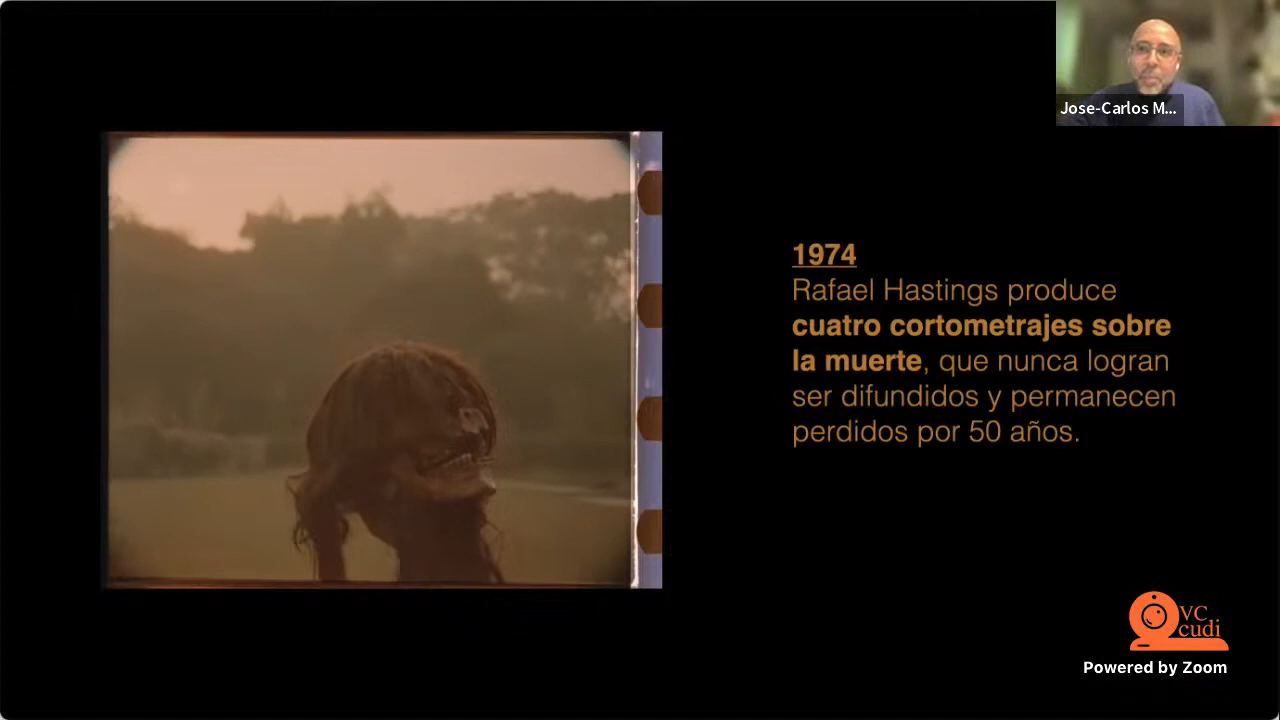 Jose-Carlos M...
1974
Rafael Hastings produce
cuatro cortometrajes sobre
la muerte, que nunca logran
ser difundidos y permanecen
perdidos por 50 años.
VC
cudi
Powered by Zoom